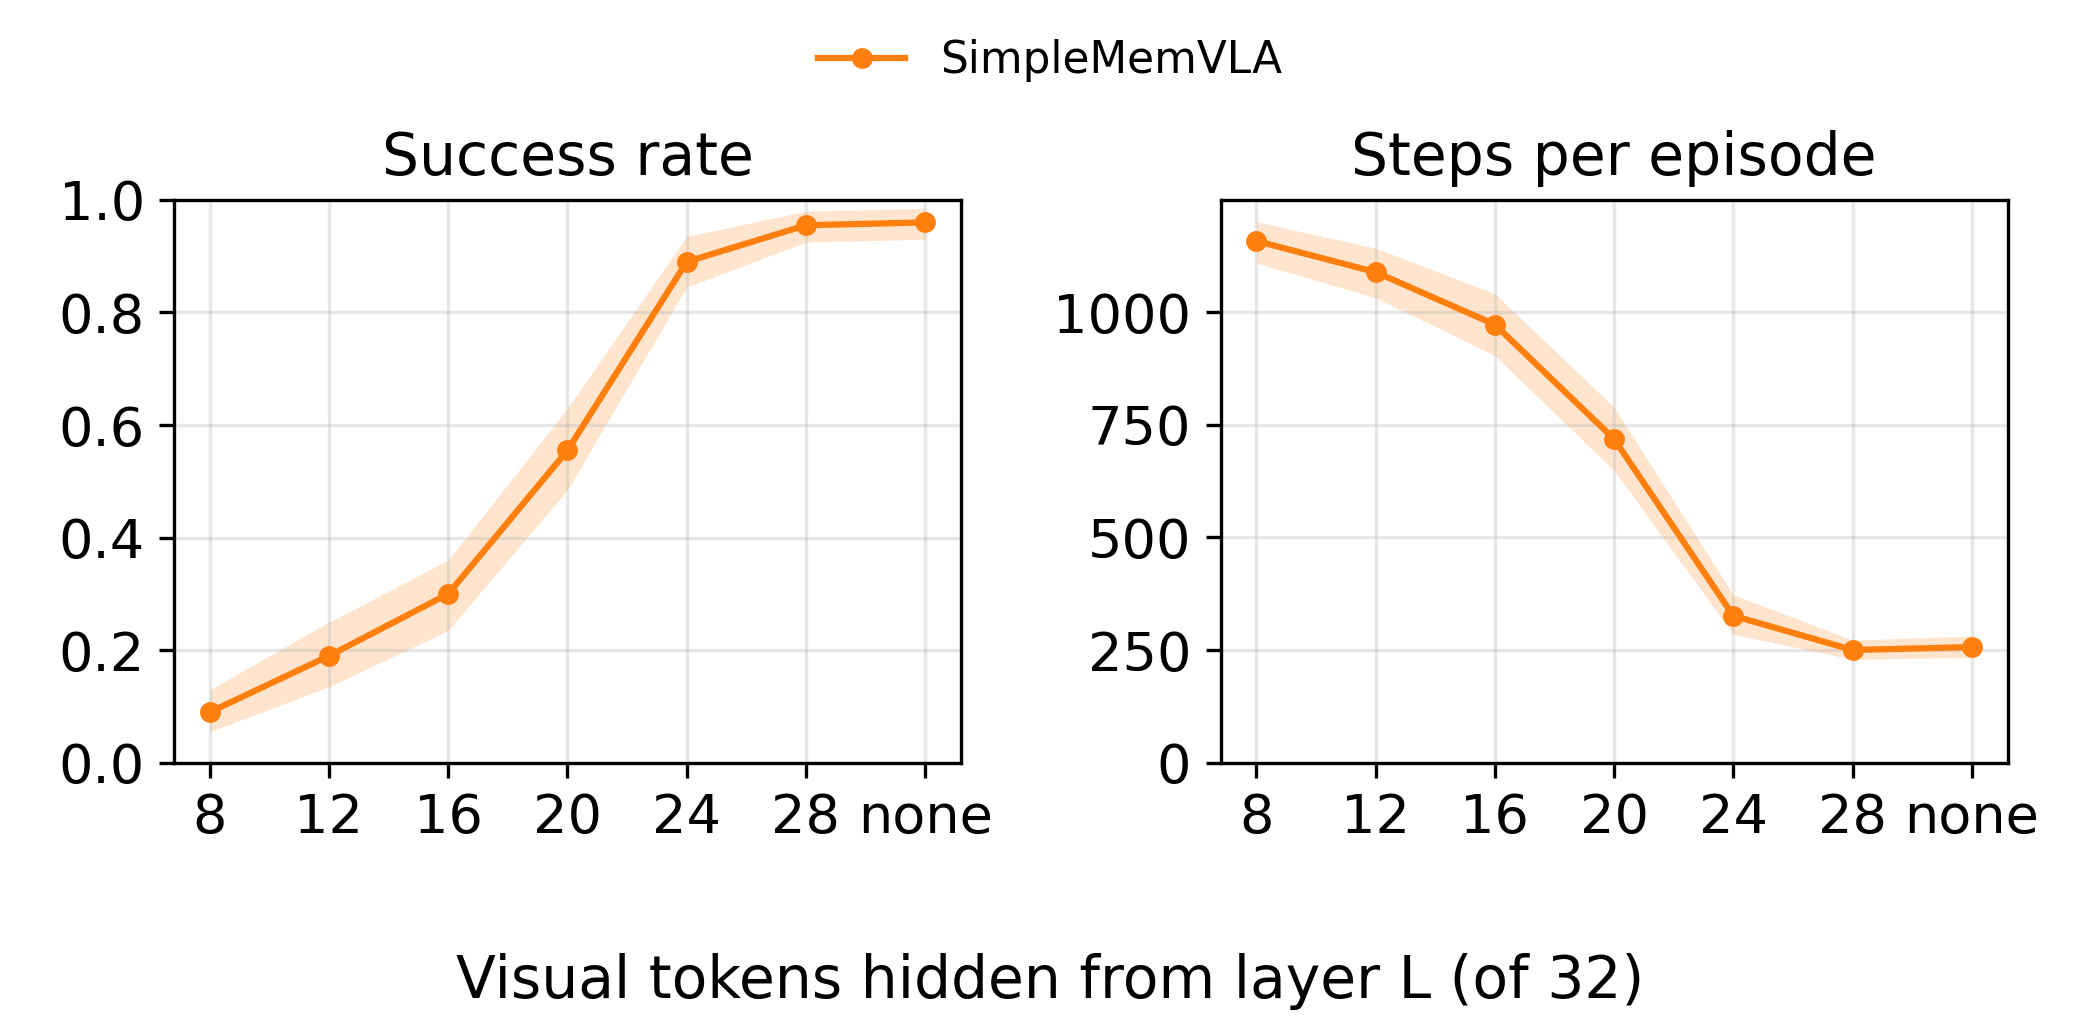 SimpleMemVLA
Success rate
1.0
0.8
0.6
0.4
0.2
0.0
8 12 16 20 24 28 none
Steps per episode
1000
750
500
250
0
8 12 16 20 24 28 none
Visual tokens hidden from layer L (of 32)